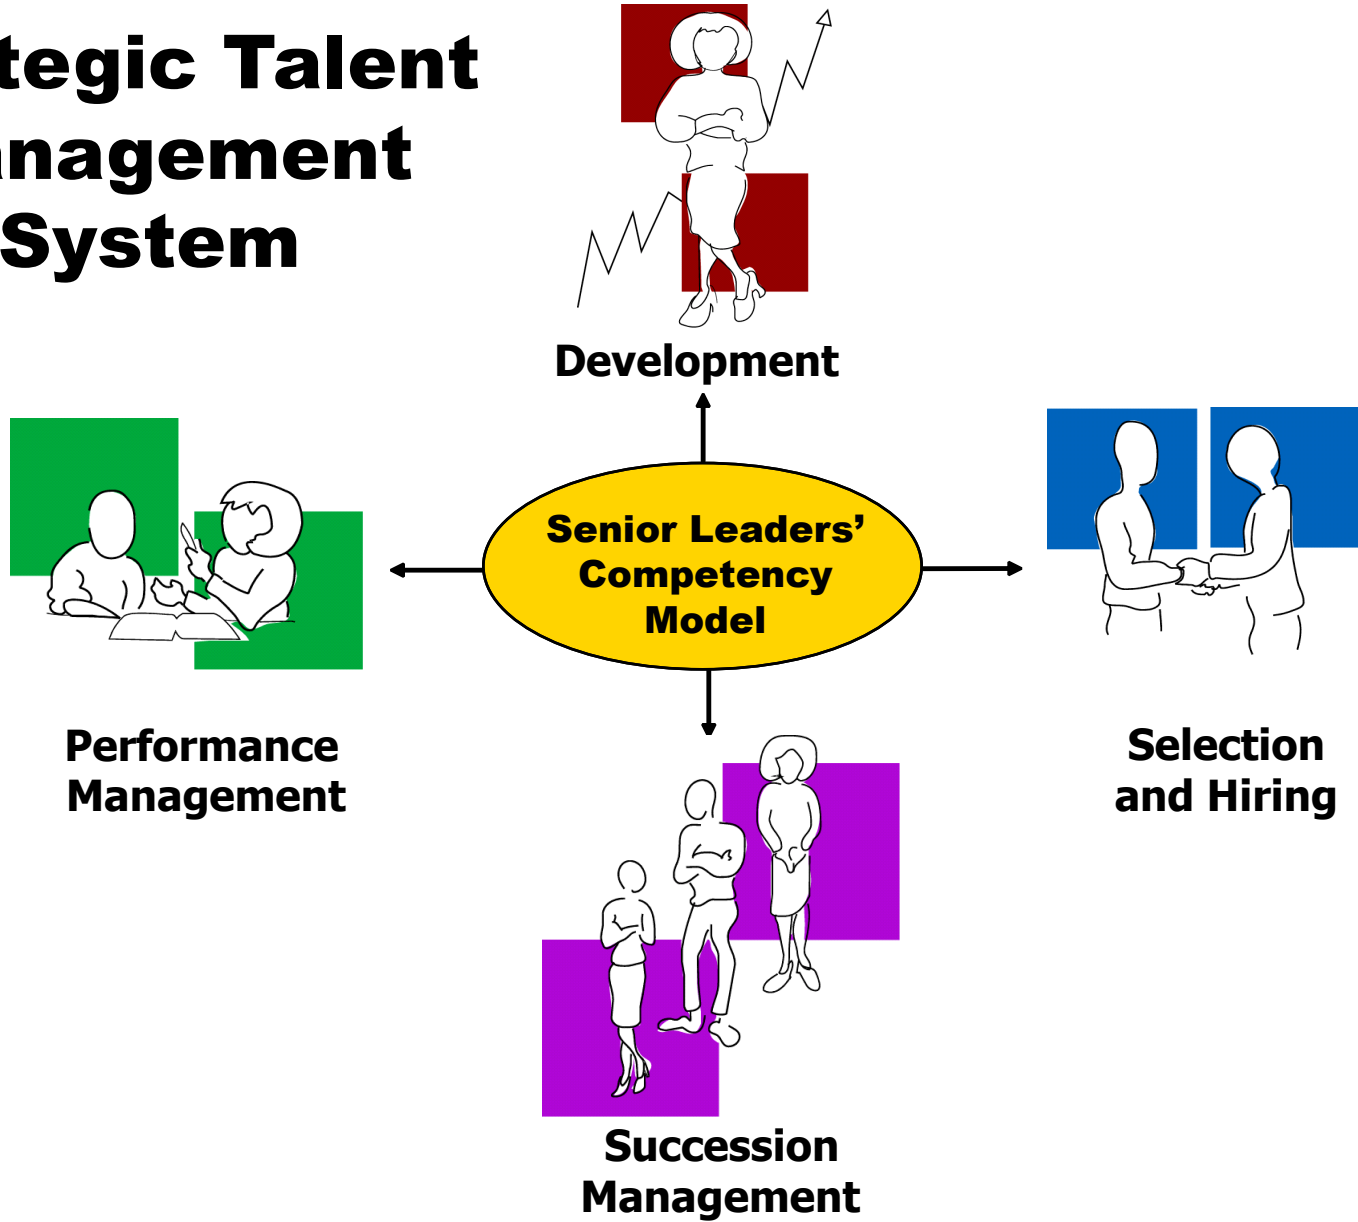 tegic Talent
nagement
System
Development
Senior Leaders’
Competency
Model
Performance
Management
Selection
and Hiring
Succession
Management